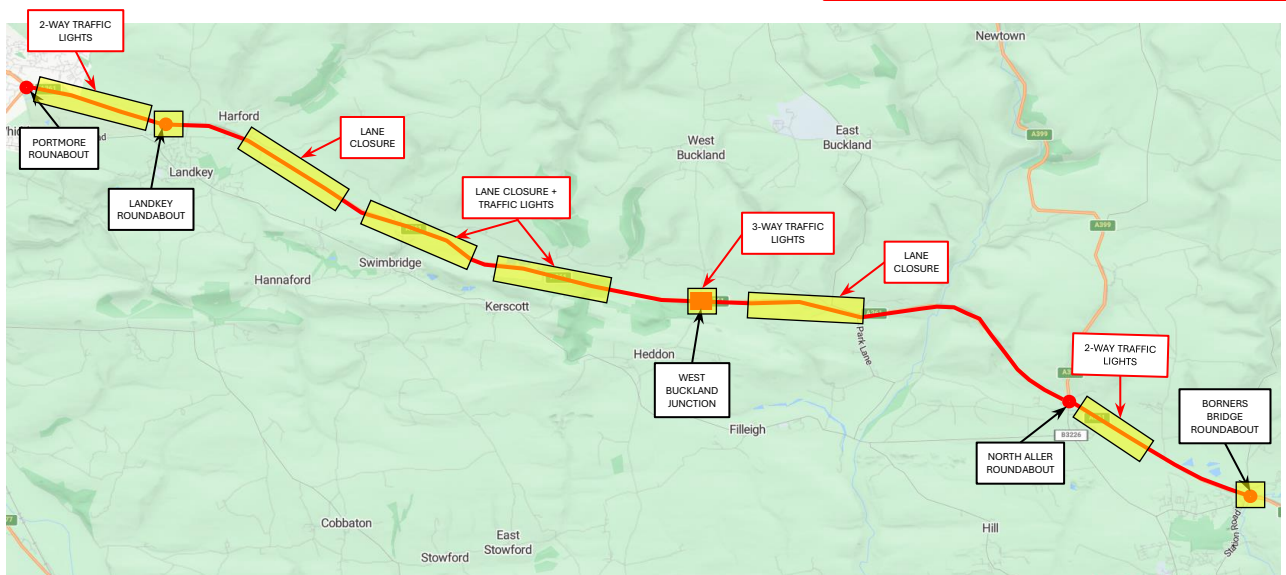 2-WAY TRAFFIC
LIGHTS
Newtown
PORTMORE
ROUNABOUT
Harford
LANE
CLOSURE
A399
West
Buckland
East
Buckland
Landkey
LANDKEY
ROUNDABOUT
LANE CLOSURE +
TRAFFIC LIGHTS
3-WAY TRAFFIC
LIGHTS
A399
LANE
CLOSURE
Swimbridge
Hannaford
Kerscott
Heddon
Park Lane
WEST
BUCKLAND
JUNCTION
2-WAY TRAFFIC
LIGHTS
BORNERS
BRIDGE
ROUNDABOUT
Filleigh
B3226
NORTH ALLER
ROUNDABOUT
Cobbaton
East
Stowford
Stowford
Hill
Station Road